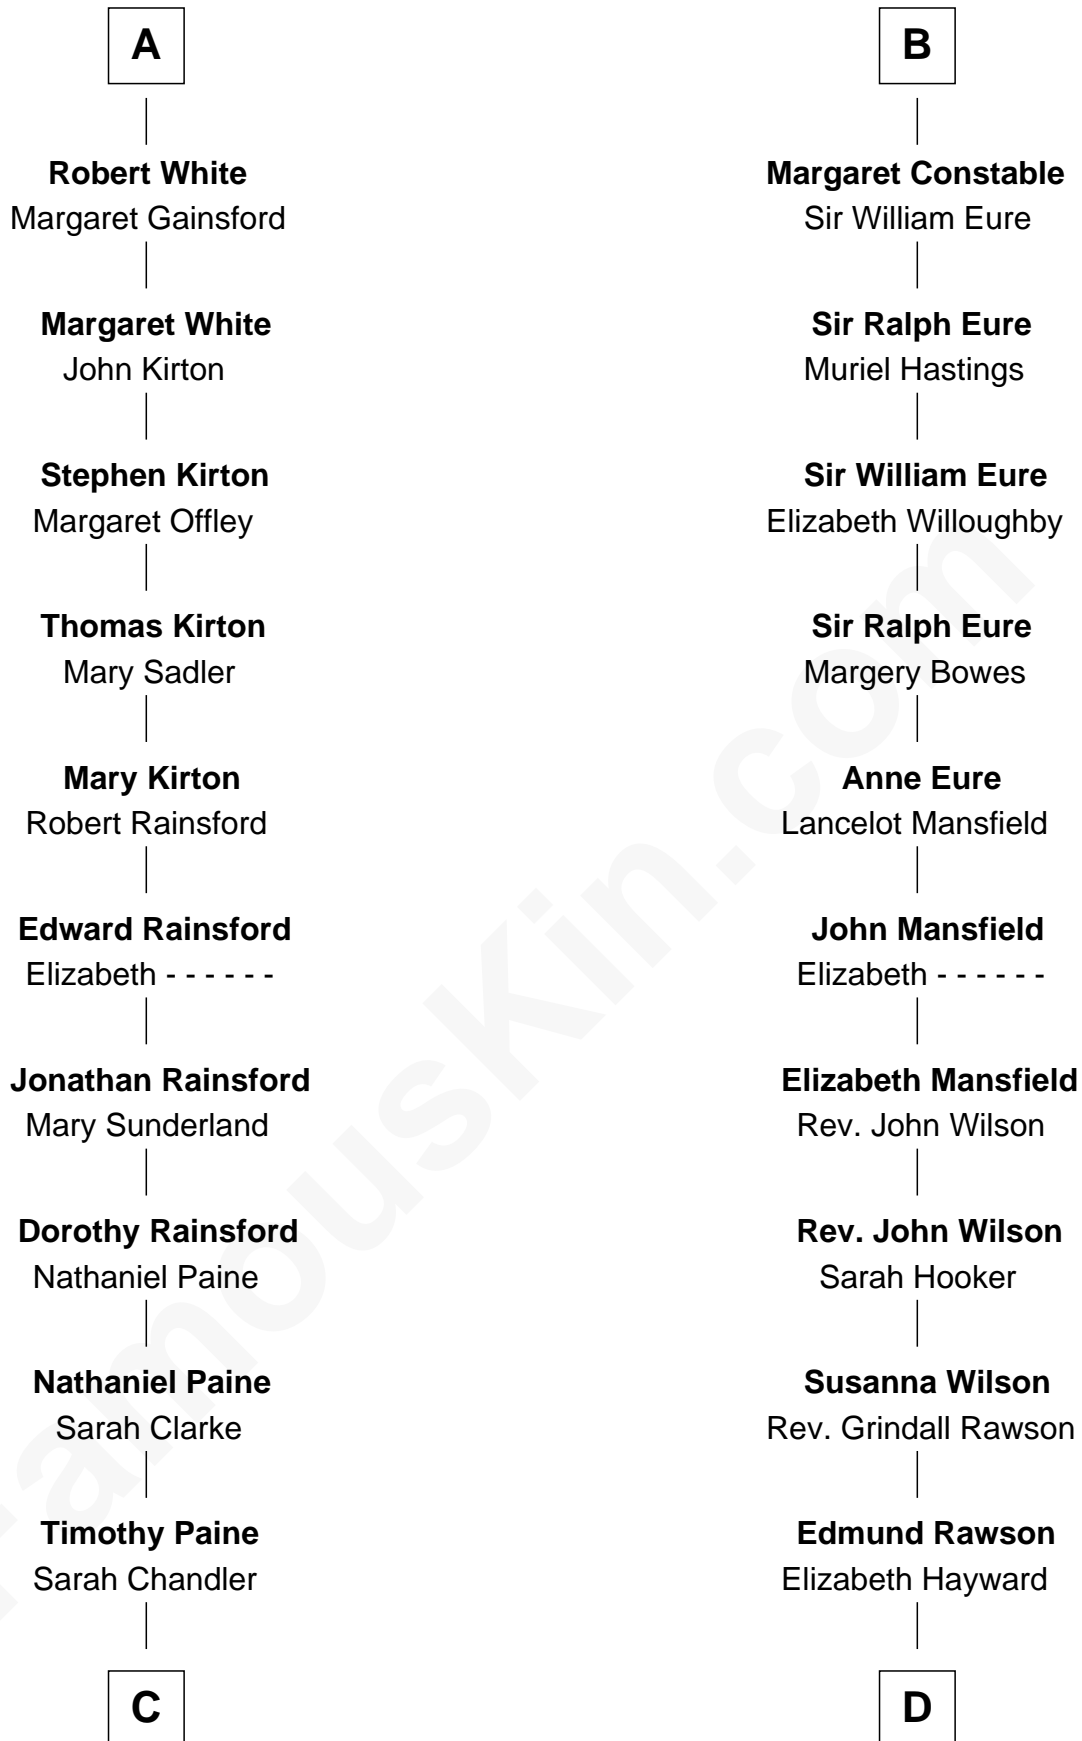 A
Robert White
Margaret Gainsford
Margaret White
John Kirton
Stephen Kirton
Margaret Offley
Thomas Kirton
Mary Sadler
Mary Kirton
Robert Rainsford
Edward Rainsford
Elizabeth - - - - - -
Jonathan Rainsford
Mary Sunderland
Dorothy Rainsford
Nathaniel Paine
Nathaniel Paine
Sarah Clarke
Timothy Paine
Sarah Chandler
C
B
Margaret Constable
Sir William Eure
Sir Ralph Eure
Muriel Hastings
Sir William Eure
Elizabeth Willoughby
Sir Ralph Eure
Margery Bowes
Anne Eure
Lancelot Mansfield
John Mansfield
Elizabeth - - - - - -
Elizabeth Mansfield
Rev. John Wilson
Rev. John Wilson
Sarah Hooker
Susanna Wilson
Rev. Grindall Rawson
Edmund Rawson
Elizabeth Hayward
D
FamousKin.com